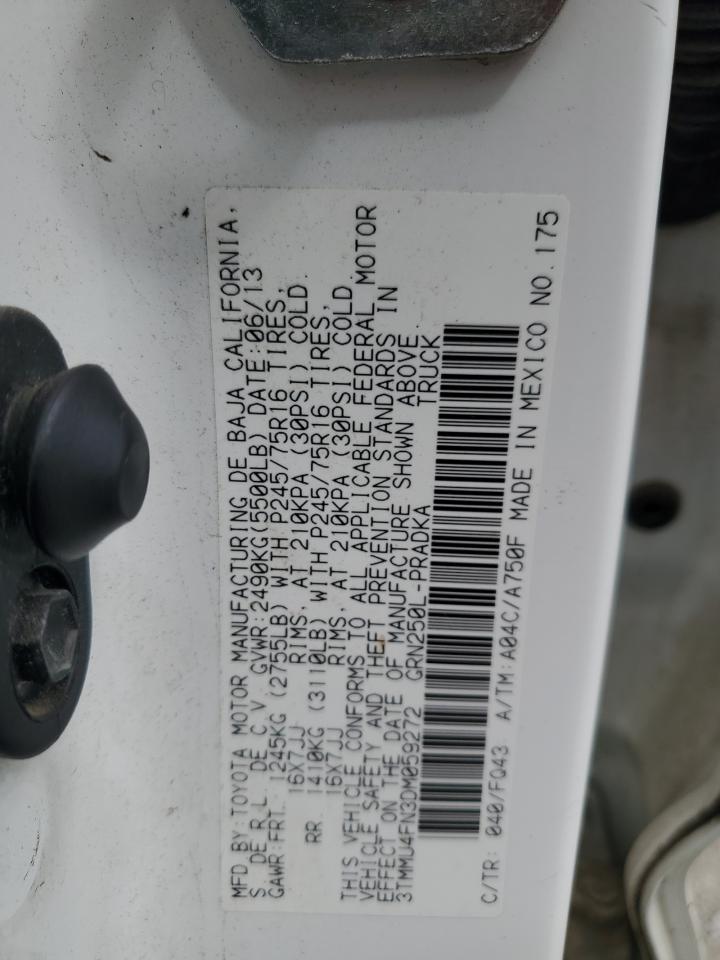 MFD BY: TOYOTA MOTOR MANUFACTURING DE BAJA CALIFORNIA,
S DE R.L DE C.V. GVWR:2490KG(5500LB) DATE:06/13
GAWR:FRT. 1245KG (2755LB) WITH P245/75R16 TIRES,
16X7JJ RIMS, AT 210KPA (30PSI) COLD
RR. 1410KG (3110LB) WITH P245/75R16 TIRES,
16X7JJ RIMS, AT 210KPA (30PSI) COLD
THIS VEHICLE CONFORMS TO ALL APPLICABLE FEDERAL MOTOR
VEHICLE SAFETY AND THEFT PREVENTION STANDARDS IN
EFFECT ON THE DATE OF MANUFACTURE SHOWN ABOVE.
3TMMU4FN3DM059272 GRN250L-PRADKA TRUCK
C/TR: 040/FQ43 A/TM:A04C/A750F MADE IN MEXICO NO.175